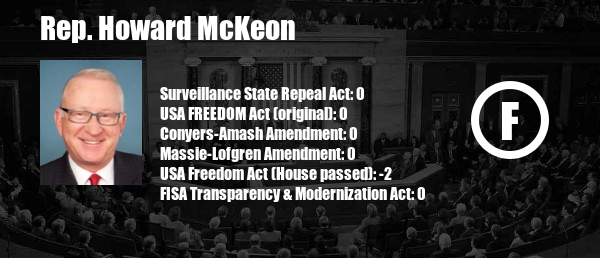 Rep. Howard McKeon
Surveillance State Repeal Act: 0
USA FREEDOM Act (original): 0
Conyers-Amash Amendment: 0
Massie-Lofgren Amendment: 0
USA Freedom Act (House passed): -2
FISA Transparency & Modernization Act: 0
F